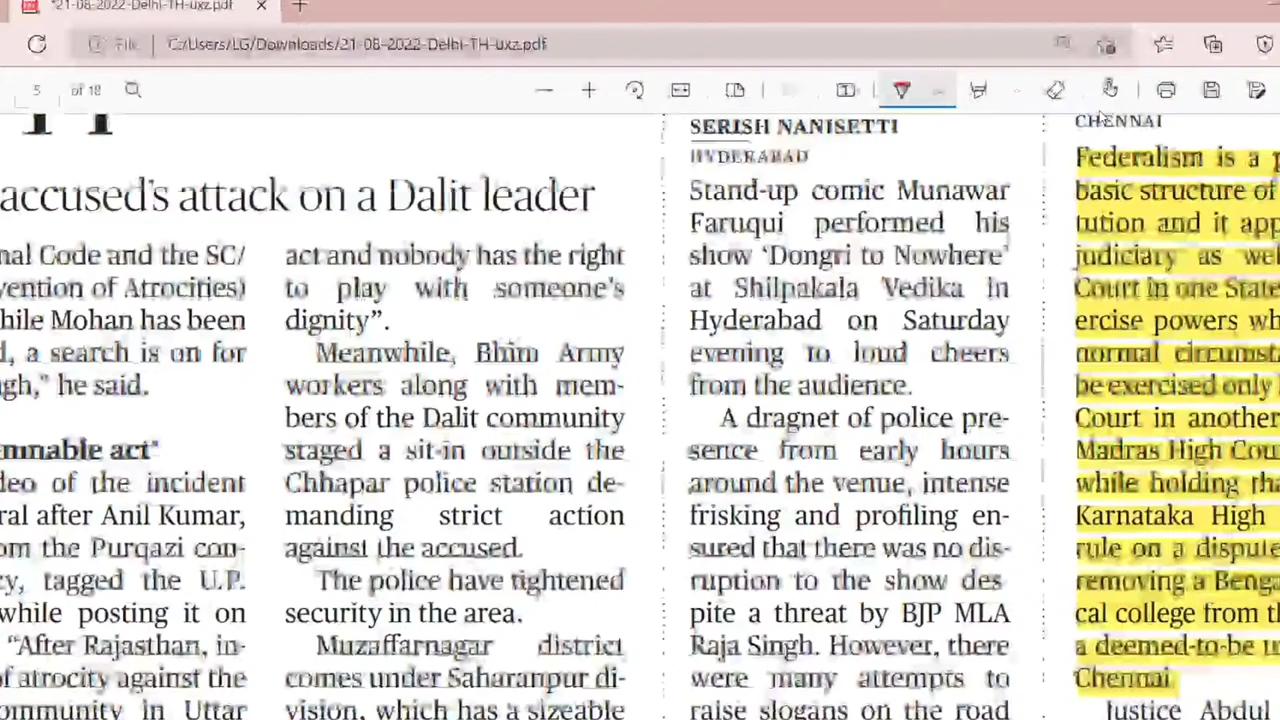 *21-08-2022-Delhi-TH-uxz.pdf
File
C:/Users/LG/Downloads/21-08-2022-Delhi-TH-uxz.pdf
5 of 18
accused's attack on a Dalit leader
nal Code and the SC/
vention of Atrocities)
hile Mohan has been
d, a search is on for
gh," he said.
mnable act"
deo of the incident
ral after Anil Kumar,
om the Purqazi con-
cy, tagged the U.P.
while posting it on
"After Rajasthan, in-
of atrocity against the
ommunity in Uttar
act and nobody has the right
to play with someone's
dignity".
Meanwhile, Bhim Army
workers along with mem-
bers of the Dalit community
staged a sit-in outside the
Chhapar police station de-
manding strict action
against the accused.
The police have tightened
security in the area.
Muzaffarnagar district
comes under Saharanpur di-
vision, which has a sizeable
SERISH NANISETTI
HYDERABAD
Stand-up comic Munawar
Faruqui performed his
show 'Dongri to Nowhere'
at Shilpakala Vedika in
Hyderabad on Saturday
evening to loud cheers
from the audience.
A dragnet of police pre-
sence from early hours
around the venue, intense
frisking and profiling en-
sured that there was no dis-
ruption to the show des-
pite a threat by BJP MLA
Raja Singh. However, there
were many attempts to
raise slogans on the road
CHENNAI
Federalism is a p
basic structure of
tution and it app
judiciary as wel
Court in one State
ercise powers wh
normal circumsta
be exercised only
Court in another
Madras High Cou
while holding tha
Karnataka High
rule on a dispute
removing a Benga
cal college from th
a deemed-to-be u
Chennai.
Justice Abdul